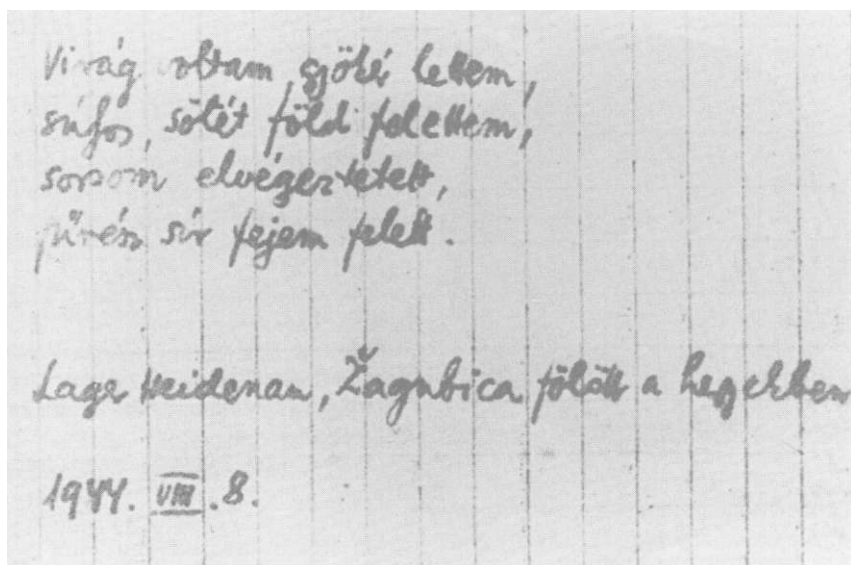 Virág voltam, gyökér lettem,
súlyos, sötét föld felettem,
sorsom elvégeztetett,
fűrész sír fejem felett.
Lager Heidenau, Žagubica fölött a hegyekben
1944. VIII. 8.